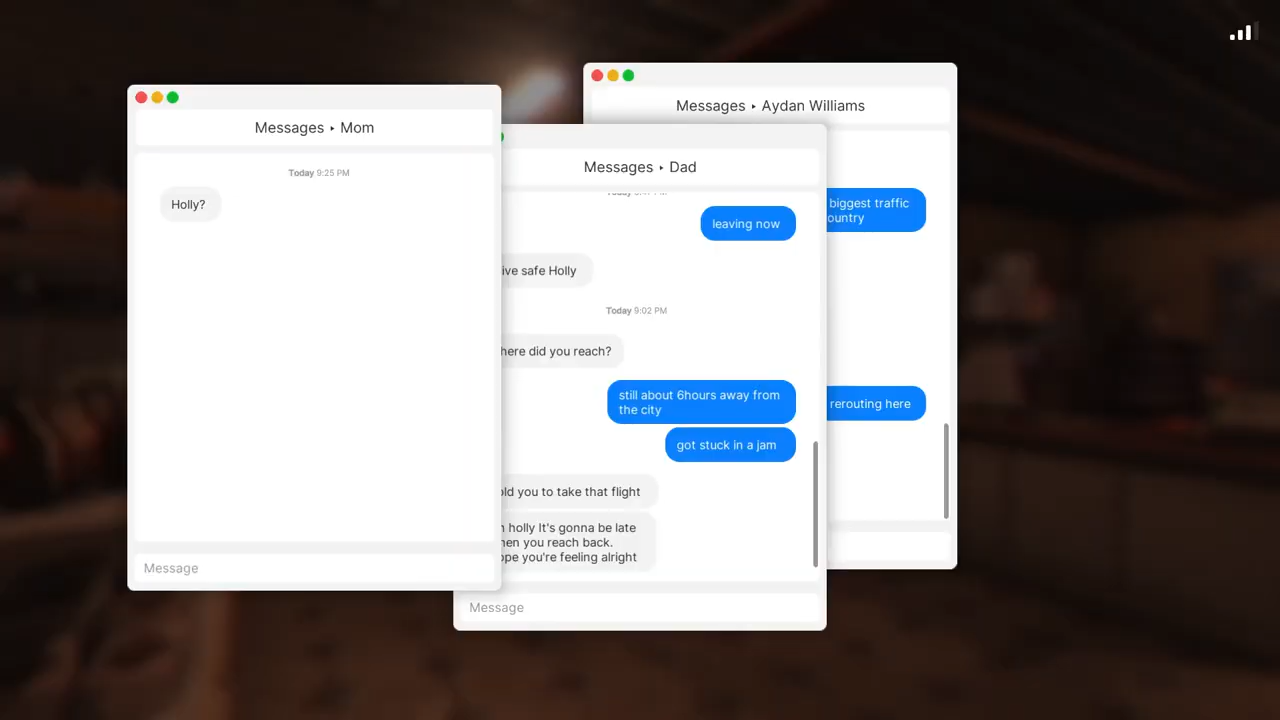 Messages ‣ Mom
Today 9:25 PM
Holly?
Message
Messages ‣ Dad
Today
leaving now
ive safe Holly
Today 9:02 PM
here did you reach?
still about 6hours away from
the city
got stuck in a jam
old you to take that flight
holly It's gonna be late
hen you reach back.
ope you're feeling alright
Message
Messages ‣ Aydan Williams
biggest traffic
ountry
rerouting here